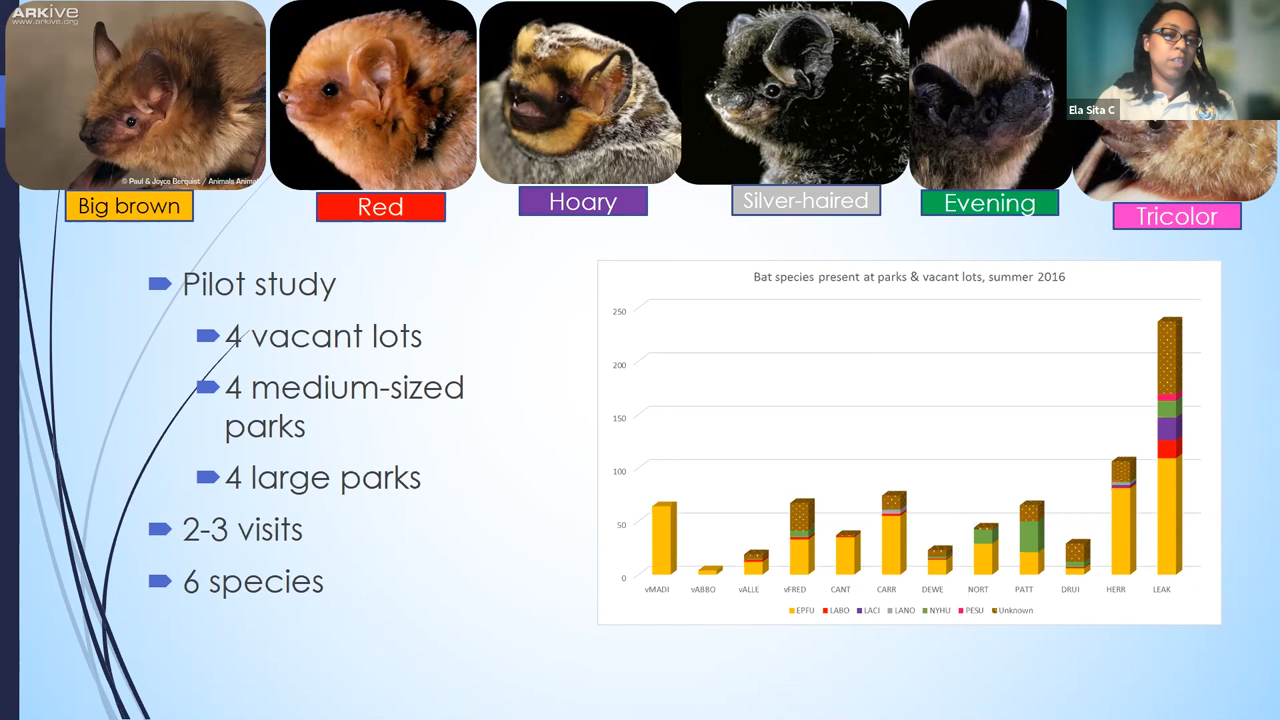 ARKive
www.arkive.org
© Paul & Joyce Berquist / Animals Animal
Ela Sita C
Big brown
Red
Hoary
Silver-haired
Evening
Tricolor
Pilot study
4 vacant lots
4 medium-sized
parks
4 large parks
2-3 visits
6 species
Bat species present at parks & vacant lots, summer 2016
250
200
150
100
50
0
vMADI vABBO vALLE vFRED CANT CARR DEWE NORT PATT DRUI HERR LEAK
EPFU LABO LACI LANO NYHU PESU Unknown